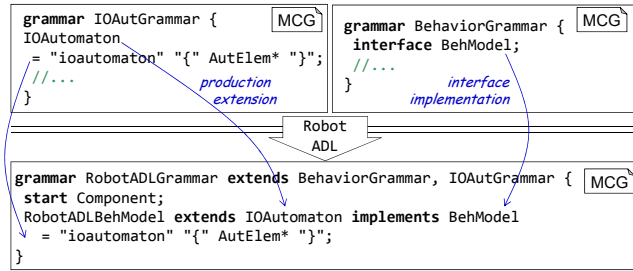 grammar IOAutGrammar {
MCG
IOAutomaton
= "ioautomaton" "{" AutElem* "}";
//...
}
production
extension
grammar BehaviorGrammar {
MCG
interface BehModel;
//...
}
interface
implementation
Robot
ADL
grammar RobotADLGrammar extends BehaviorGrammar, IOAutGrammar {
MCG
start Component;
RobotADLBehModel extends IOAutomaton implements BehModel
= "ioautomaton" "{" AutElem* "}";
}